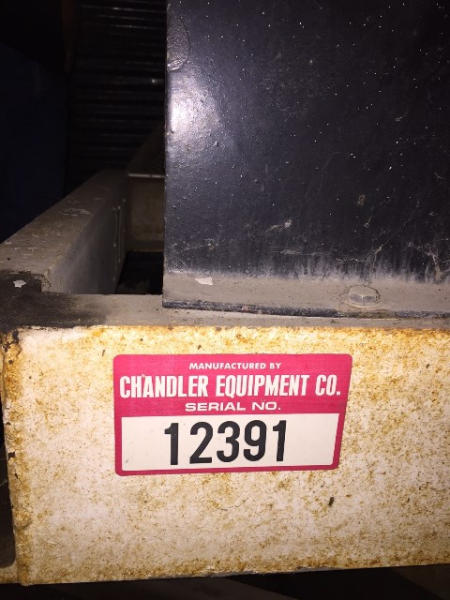 MANUFACTURED BY
CHANDLER EQUIPMENT CO.
SERIAL NO.
12391